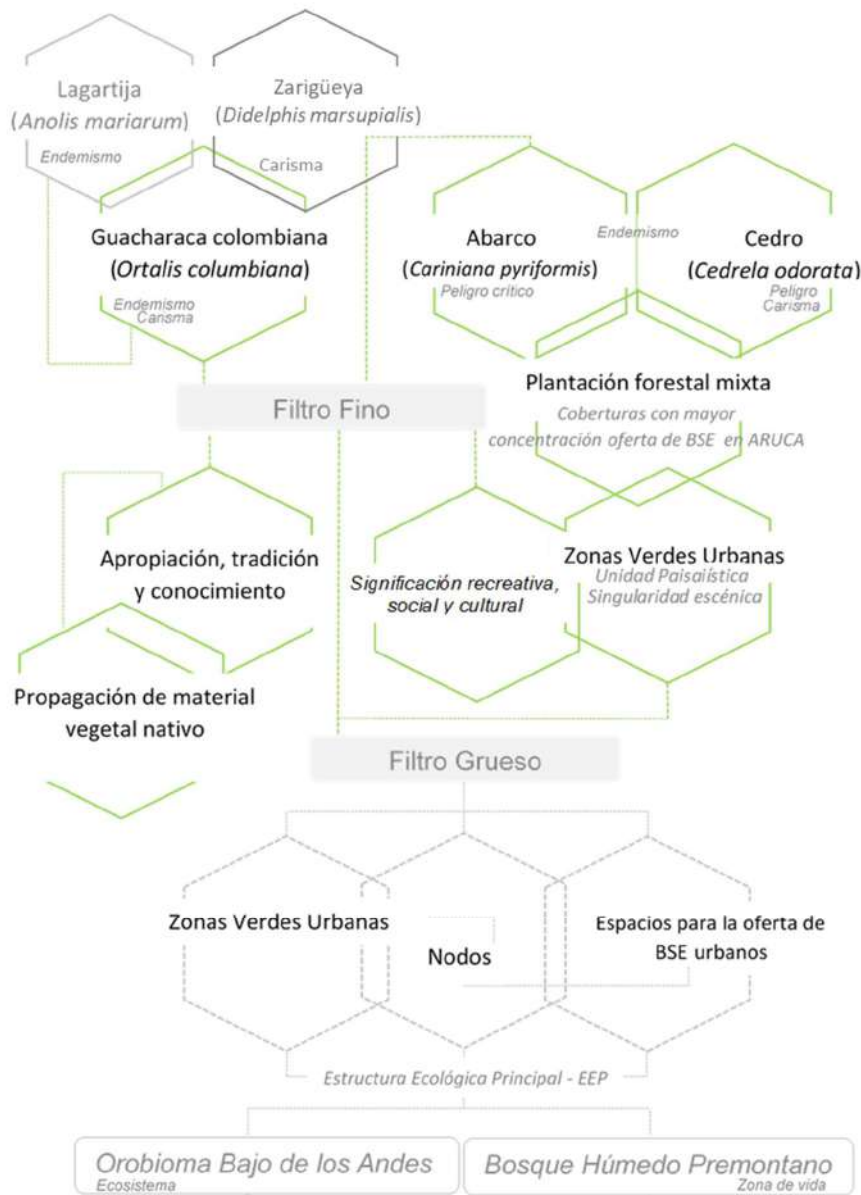 Lagartija
(Anolis mariarum)
Endemismo
Zarigüeya
(Didelphis marsupialis)
Carisma
Guacharaca colombiana
(Ortalis columbiana)
Endemismo
Carisma
Abarco
(Cariniana pyriformis)
Peligro crítico
Endemismo
Cedro
(Cedrela odorata)
Peligro
Carisma
Plantación forestal mixta
Coberturas con mayor
concentración oferta de BSE en ARUCA
Filtro Fino
Apropiación, tradición
y conocimiento
Propagación de material
vegetal nativo
Significación recreativa,
social y cultural
Zonas Verdes Urbanas
Unidad Paisaiística
Singularidad escénica
Filtro Grueso
Zonas Verdes Urbanas
Nodos
Espacios para la oferta de
BSE urbanos
Estructura Ecológica Principal - EEP
Orobioma Bajo de los Andes
Ecosistema
Bosque Húmedo Premontano
Zona de vida